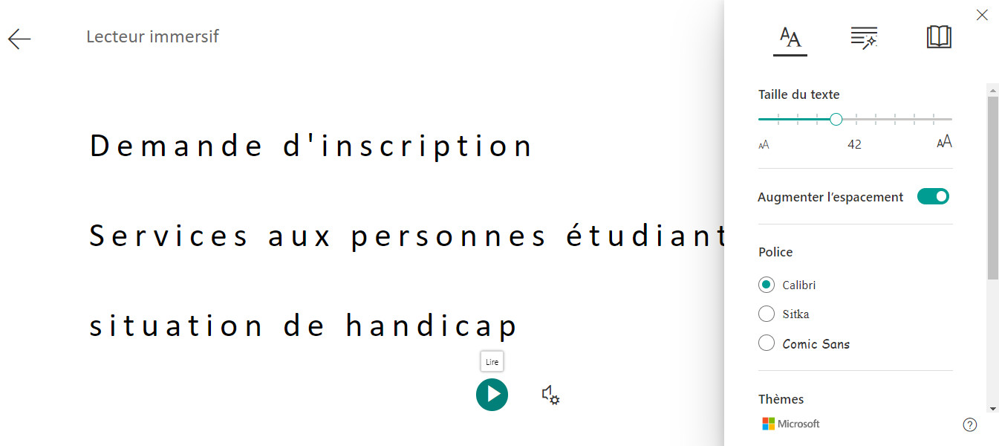 Lecteur immersif
Demande d'inscription
Services aux personnes étudiant
situation de handicap
Lire
Taille du texte
42
Augmenter l'espacement
Police
Calibri
Sitka
Comic Sans
Thèmes
Microsoft